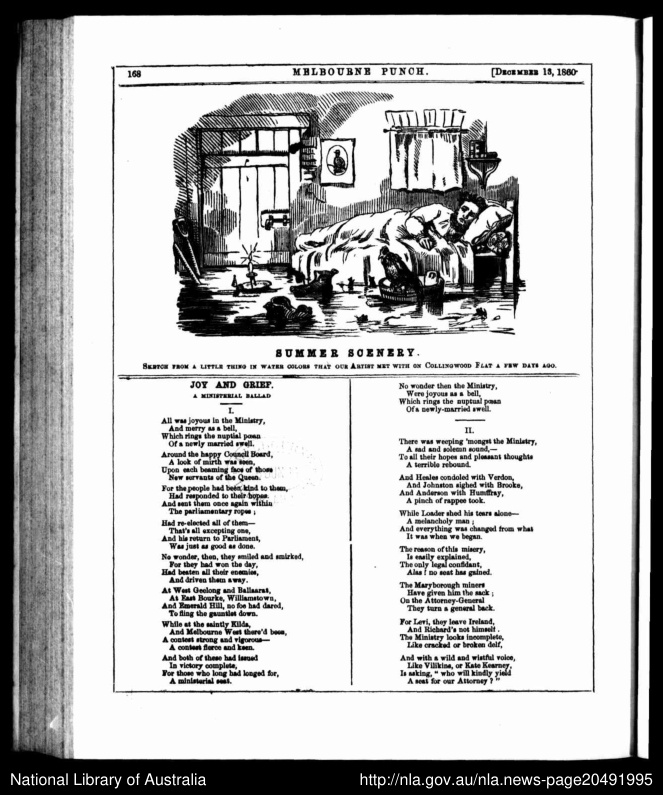 168
MELBOURNE PUNCH.
[DECEMBER 13, 1860·
SUMMER SCENERY.
SKETCH FROM A LITTLE THING IN WATER COLORS THAT OUR ARTIST MET WITH ON COLLINGWOOD FLAT A FEW DAYS AGO.
JOY AND GRIEF.
A MINISTERIAL BALLAD
I.
All was joyous in the Ministry,
And merry as a bell,
Which rings the nuptial pœan
Of a newly married swell.
Around the happy Council Board,
A look of mirth was seen,
Upon each beaming face of those
New servants of the Queen.
For the people had been kind to them,
Had responded to their hopes.
And sent them once again within
The parliamentary ropes;
Had re-elected all of them—
That's all excepting one,
And his return to Parliament,
Was just as good as done.
No wonder, then, they smiled and smirked,
For they had won the day,
Had beaten all their enemies,
And driven them away.
At West Geelong and Ballaarat,
At East Bourke, Williamstown,
And Emerald Hill, no foe had dared,
To fling the gauntlet down.
While at the saintly Kilda,
And Melbourne West there'd been,
A contest strong and vigorous—
A contest fierce and keen.
And both of these had issued
In victory complete,
For those who long had longed for,
A ministerial seat.
No wonder then the Ministry,
Were joyous as a bell,
Which rings the nuptual pœan
Of a newly-married swell.
II.
There was weeping 'mongst the Ministry,
A sad and solemn sound,—
To all their hopes and pleasant thoughts
A terrible rebound.
And Heales condoled with Verdon,
And Johnston sighed with Brooke,
And Anderson with Humffray,
A pinch of rappee took.
While Loader shed his tears alone—
A melancholy man;
And everything was changed from what
It was when we began.
The reason of this misery,
Is easily explained,
The only legal confidant,
Alas! no seat has gained.
The Maryborough miners
Have given him the sack;
On the Attorney-General
They turn a general back.
For Levi, they leave Ireland,
And Richard's not himself.
The Ministry looks incomplete,
Like cracked or broken delf,
And with a wild and wistful voice,
Like Vilikins, or Kate Kearney,
Is asking, "who will kindly yield
A seat for our Attorney?"
National Library of Australia
http://nla.gov.au/nla.news-page20491995